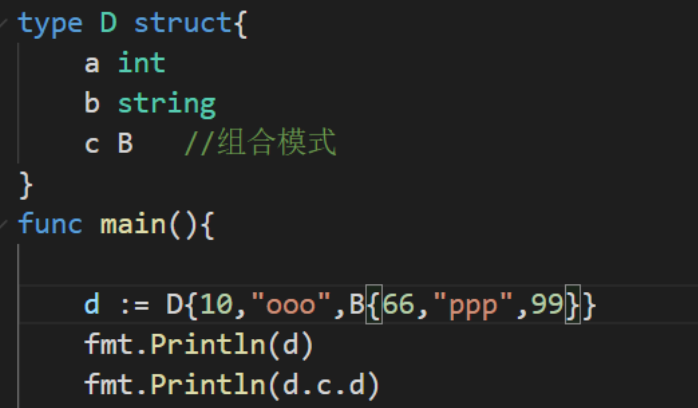 type D struct{
    a int
    b string
    c B   //组合模式
}
func main(){
    d := D{10,"ooo",B{66,"ppp",99}}
    fmt.Println(d)
    fmt.Println(d.c.d)